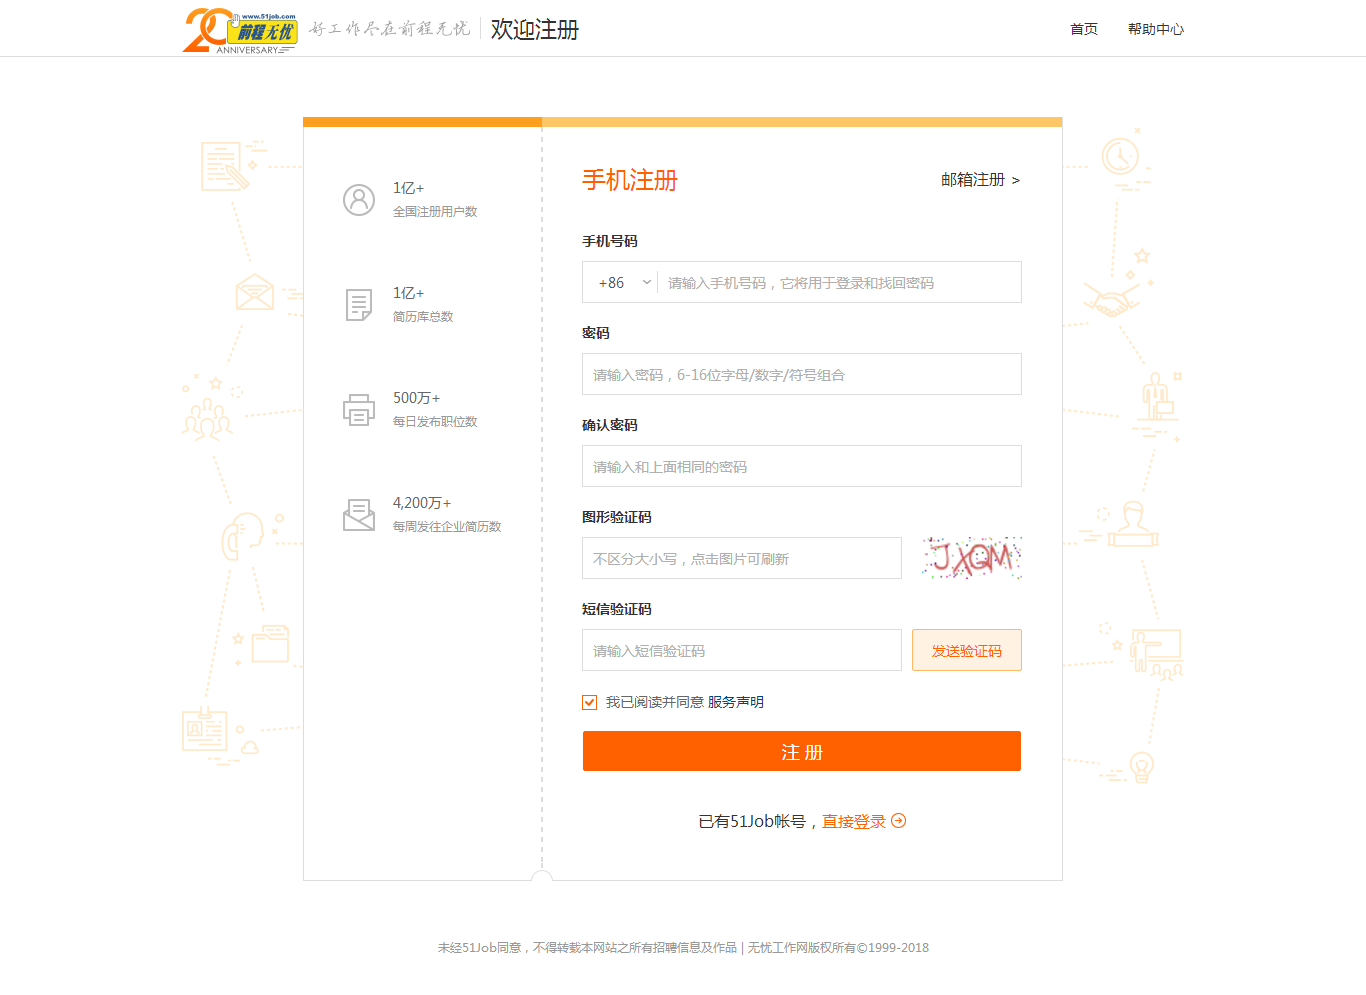 www.51job.com
前程无忧
ANNIVERSARY
好工作尽在前程无忧
欢迎注册
首页
帮助中心
手机注册
邮箱注册 >
1亿+
全国注册用户数
1亿+
简历库总数
500万+
每日发布职位数
4,200万+
每周发往企业简历数
手机号码
+86
请输入手机号码，它将用于登录和找回密码
密码
请输入密码，6-16位字母/数字/符号组合
确认密码
请输入和上面相同的密码
图形验证码
不区分大小写，点击图片可刷新
JXQM
短信验证码
请输入短信验证码
发送验证码
我已阅读并同意 服务声明
注 册
已有51Job帐号，直接登录
未经51Job同意，不得转载本网站之所有招聘信息及作品 | 无忧工作网版权所有©1999-2018